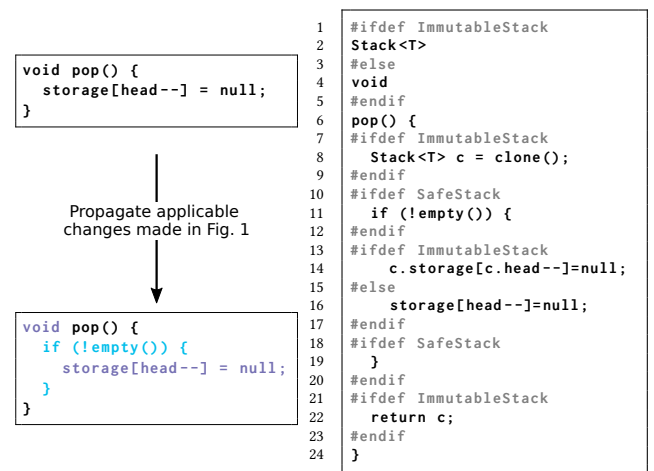 void pop() {
storage[head--] = null;
}
Propagate applicable
changes made in Fig. 1
void pop() {
if (!empty()) {
storage[head--] = null;
}
}
1 #ifdef ImmutableStack
2 Stack<T>
3 #else
4 void
5 #endif
6 pop() {
7 #ifdef ImmutableStack
8 Stack<T> c = clone();
9 #endif
10 #ifdef SafeStack
11 if (!empty()) {
12 #endif
13 #ifdef ImmutableStack
14 c.storage[c.head--]=null;
15 #else
16 storage[head--]=null;
17 #endif
18 #ifdef SafeStack
19 }
20 #endif
21 #ifdef ImmutableStack
22 return c;
23 #endif
24 }